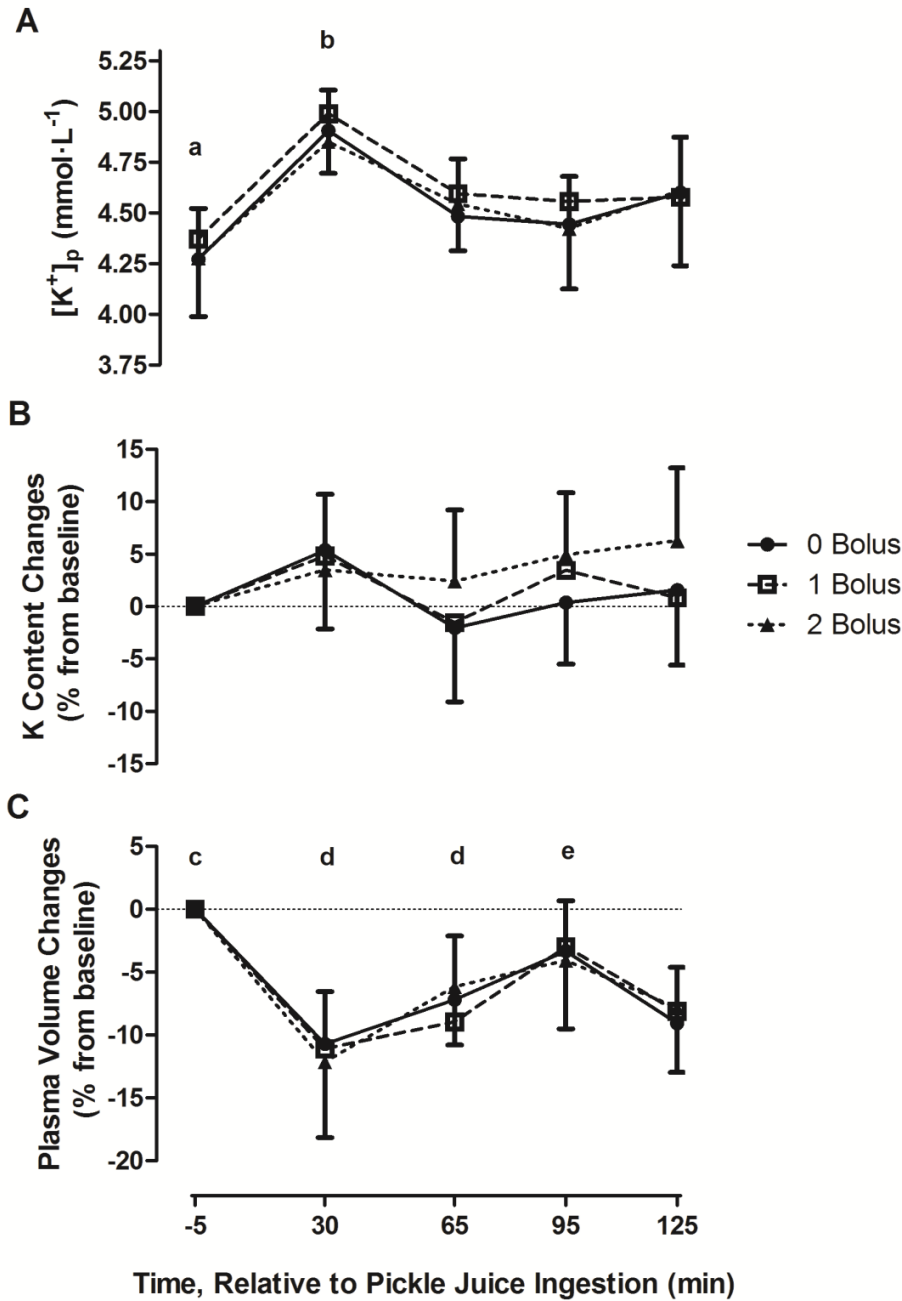 A
a
b
[K⁺]ₚ (mmol·L⁻¹)
5.25
5.00
4.75
4.50
4.25
4.00
3.75
B
K Content Changes
(% from baseline)
15
10
5
0
-5
-10
-15
0 Bolus
1 Bolus
2 Bolus
C
Plasma Volume Changes
(% from baseline)
c
d
d
e
5
0
-5
-10
-15
-20
-5 30 65 95 125
Time, Relative to Pickle Juice Ingestion (min)